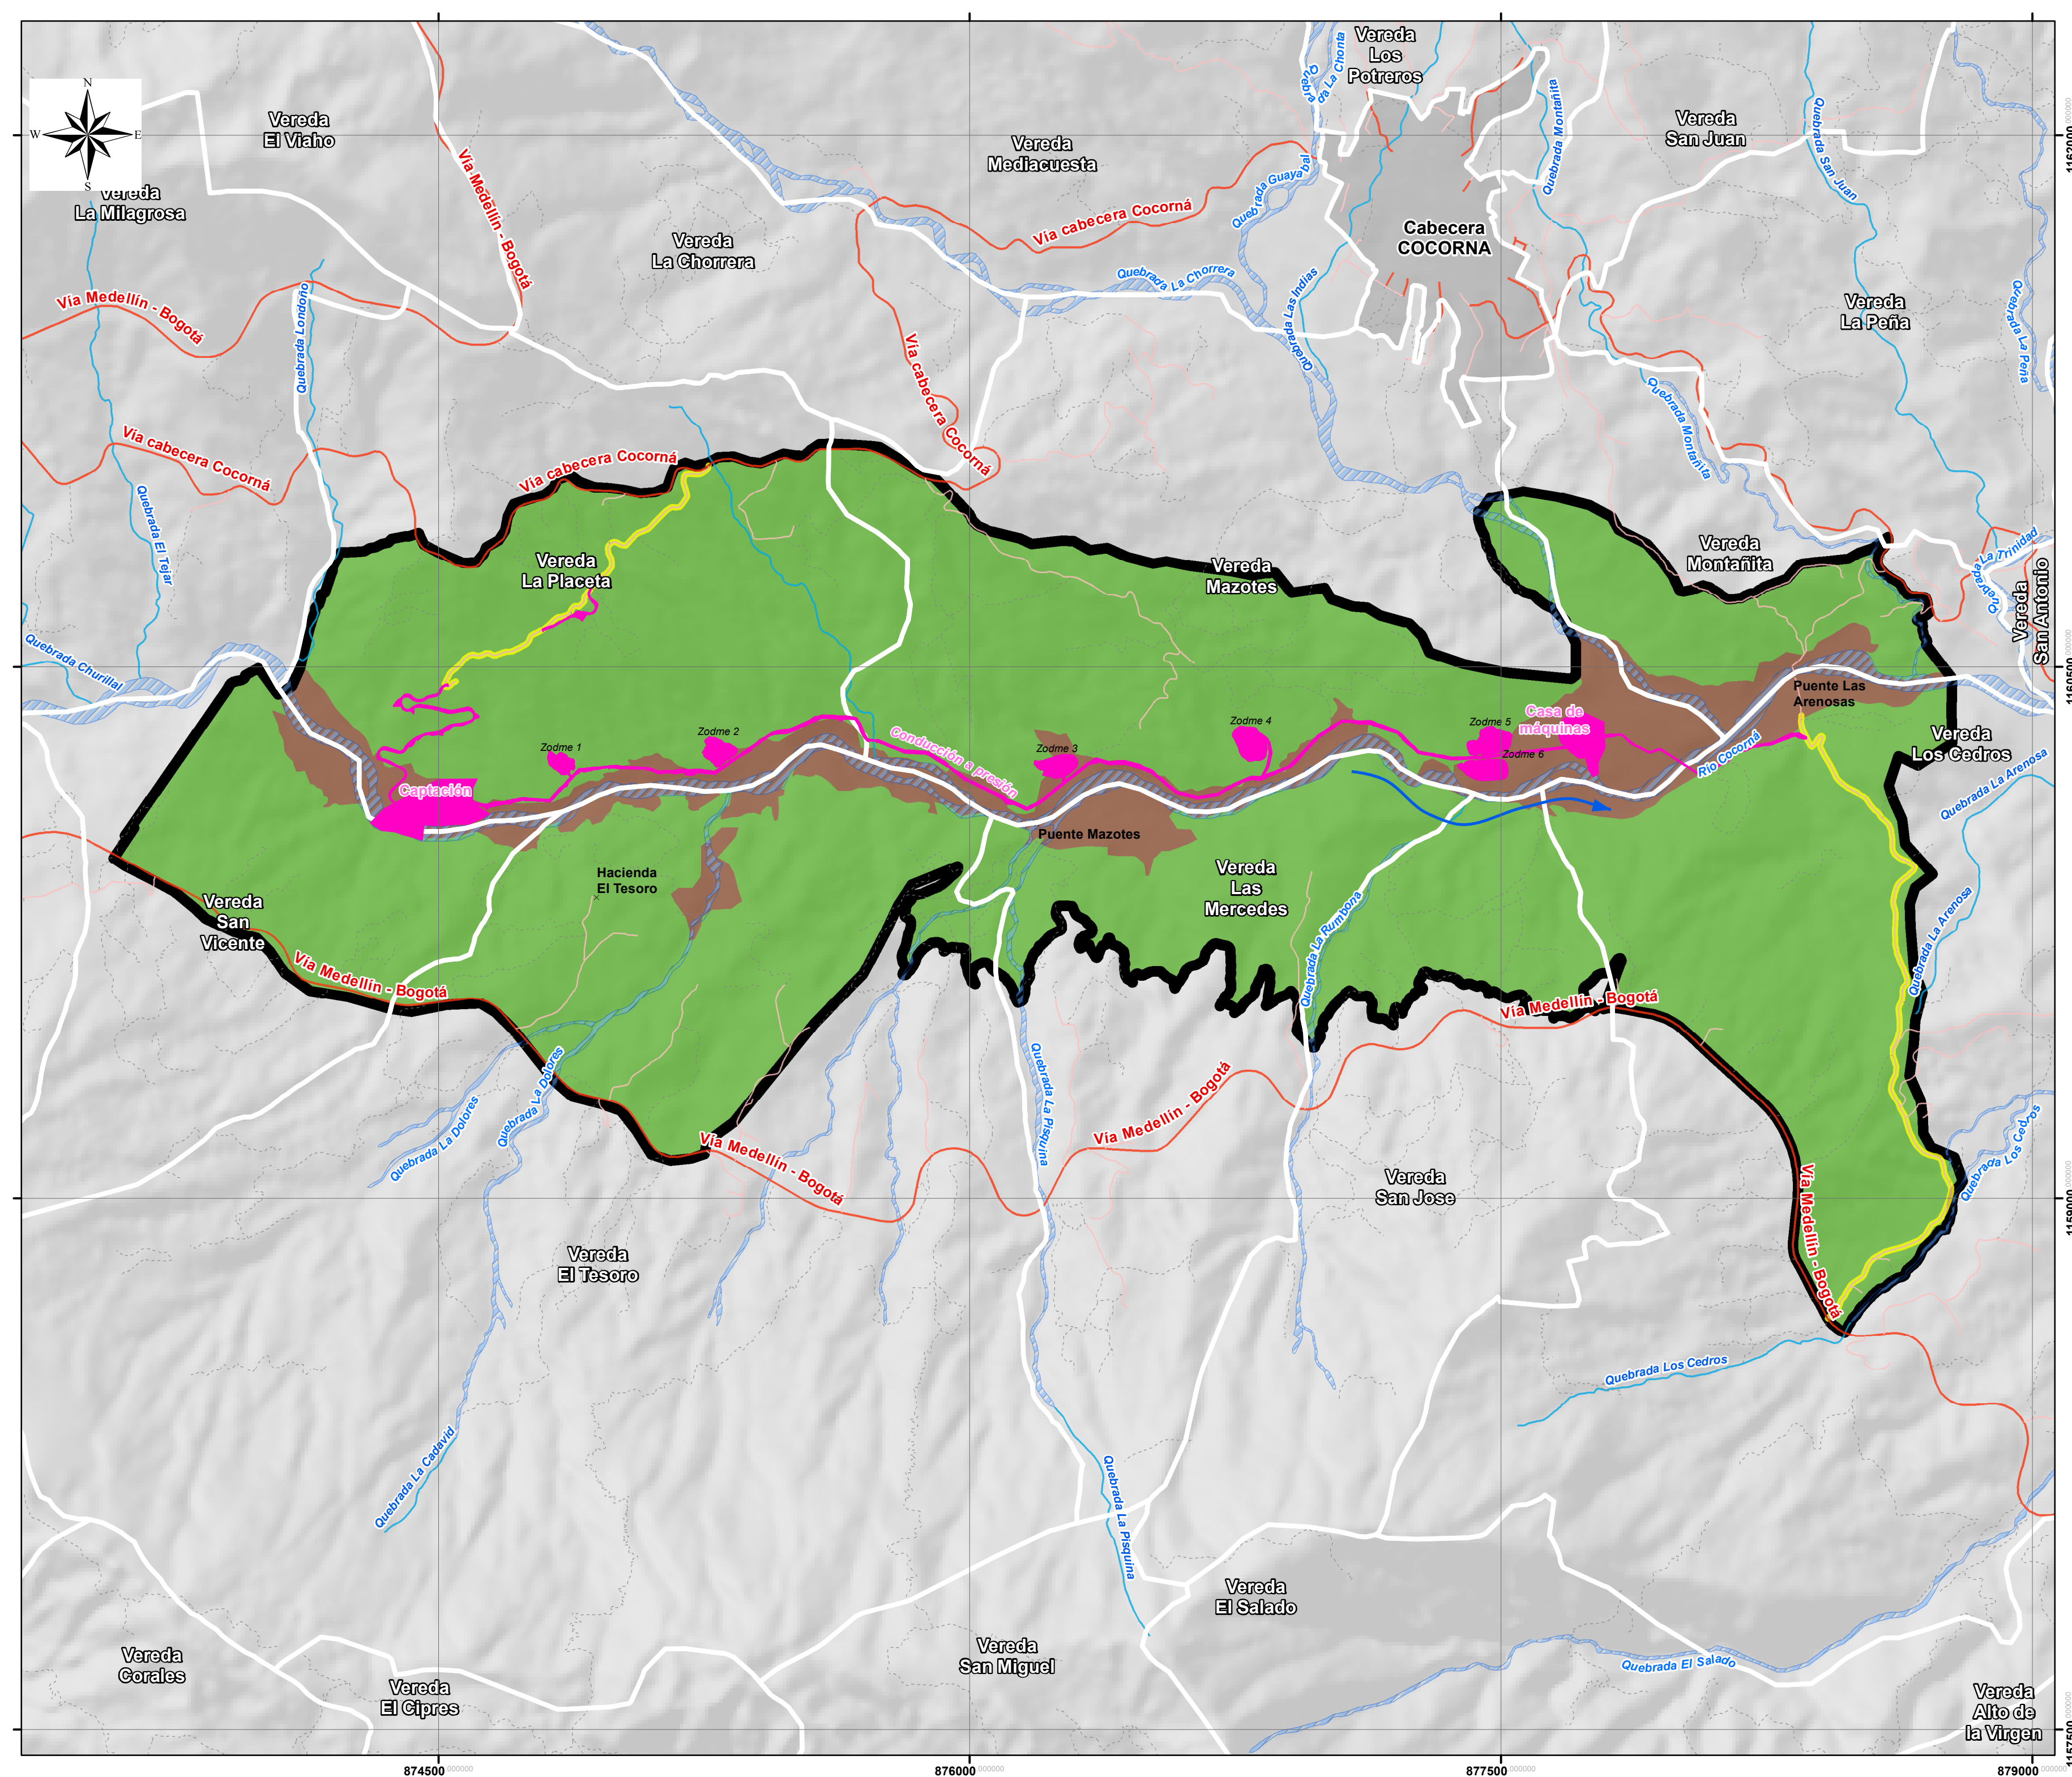 N
W
E
S
Vereda
El Viaho
Vereda
La Milagrosa
Vía Medellín - Bogotá
Vereda
La Chorrera
Vereda
Mediacuesta
Vereda
Los
Potreros
Quebrada La Chonta
Quebrada Guayabal
Vía cabecera Cocorná
Quebrada Montañita
Vereda
San Juan
Quebrada San Juan
1162000
Cabecera
COCORNA
Quebrada La Chorrera
Quebrada Las Indias
Vereda
La Peña
Quebrada La Peña
Vía Medellín - Bogotá
Quebrada Londoño
Vía cabecera Cocorná
Vía cabecera Cocorná
Vía cabecera Cocorná
Quebrada El Tejar
Quebrada Montañita
Vereda
La Placeta
Vereda
Mazotes
Vereda
Montañita
Quebrada La Trinidad
Vereda
San Antonio
Quebrada Churillal
1160500
Puente Las
Arenosas
Casa de
máquinas
Zodme 1
Zodme 2
Zodme 3
Zodme 4
Zodme 5
Zodme 6
Conducción a presión
Captación
Rio Cocorná
Vereda
Los Cedros
Quebrada La Arenosa
Puente Mazotes
Hacienda
El Tesoro
Vereda
Las
Mercedes
Quebrada La Rumbona
Quebrada La Arenosa
Vereda
San
Vicente
Vía Medellín - Bogotá
Vía Medellín - Bogotá
Quebrada La Dolores
Quebrada La Dolores
Quebrada La Pisquina
Vía Medellín - Bogotá
Vía Medellín - Bogotá
Vereda
San Jose
Vía Medellín - Bogotá
Quebrada Los Cedros
1159000
Vereda
El Tesoro
Quebrada Los Cedros
Quebrada La Cadavid
Quebrada La Pisquina
Vereda
El Salado
Vereda
San Miguel
Quebrada El Salado
Vereda
Corales
Vereda
El Cipres
Vereda
Alto de
la Virgen
1157500
874500.000000
876000.000000
877500.000000
879000.000000